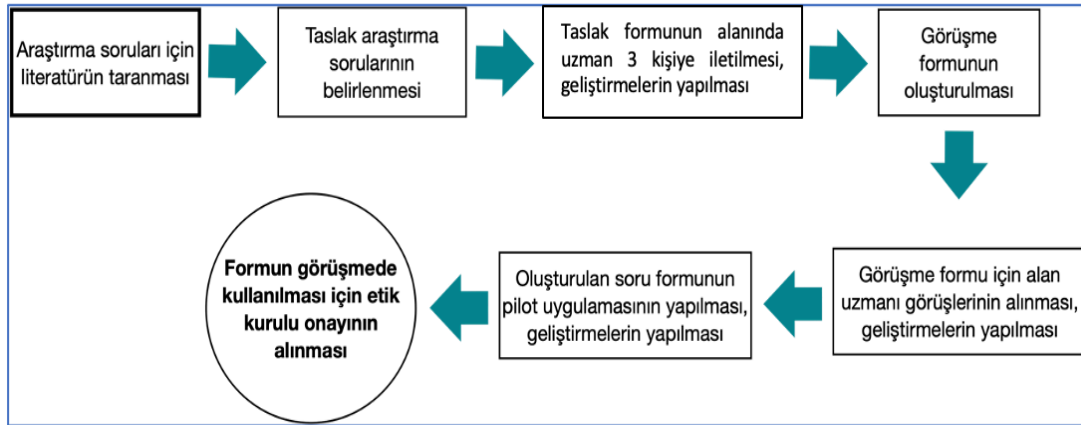 Araştırma soruları için
literatürün taranması
Taslak araştırma
sorularının
belirlenmesi
Taslak formunun alanında
uzman 3 kişiye iletilmesi,
geliştirmelerin yapılması
Görüşme
formunun
oluşturulması
Görüşme formu için alan
uzmanı görüşlerinin alınması,
geliştirmelerin yapılması
Oluşturulan soru formunun
pilot uygulamasının yapılması,
geliştirmelerin yapılması
Formun görüşmede
kullanılması için etik
kurulu onayının
alınması